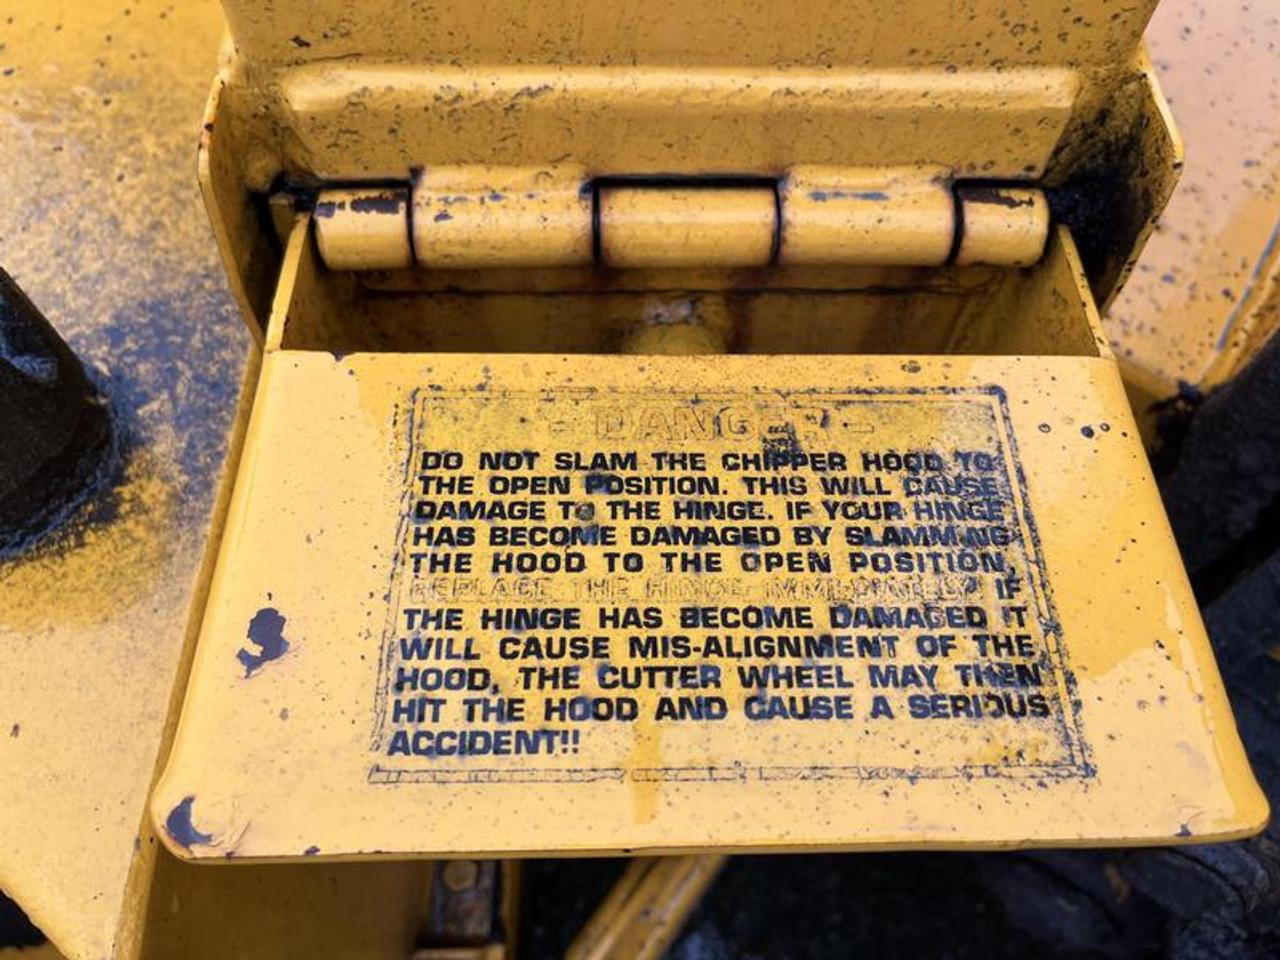 - DANGER -
DO NOT SLAM THE CHIPPER HOOD TO
THE OPEN POSITION. THIS WILL CAUSE
DAMAGE TO THE HINGE. IF YOUR HINGE
HAS BECOME DAMAGED BY SLAMMING
THE HOOD TO THE OPEN POSITION,
REPLACE THE HINGE IMMEDIATELY! IF
THE HINGE HAS BECOME DAMAGED IT
WILL CAUSE MIS-ALIGNMENT OF THE
HOOD, THE CUTTER WHEEL MAY THEN
HIT THE HOOD AND CAUSE A SERIOUS
ACCIDENT!!